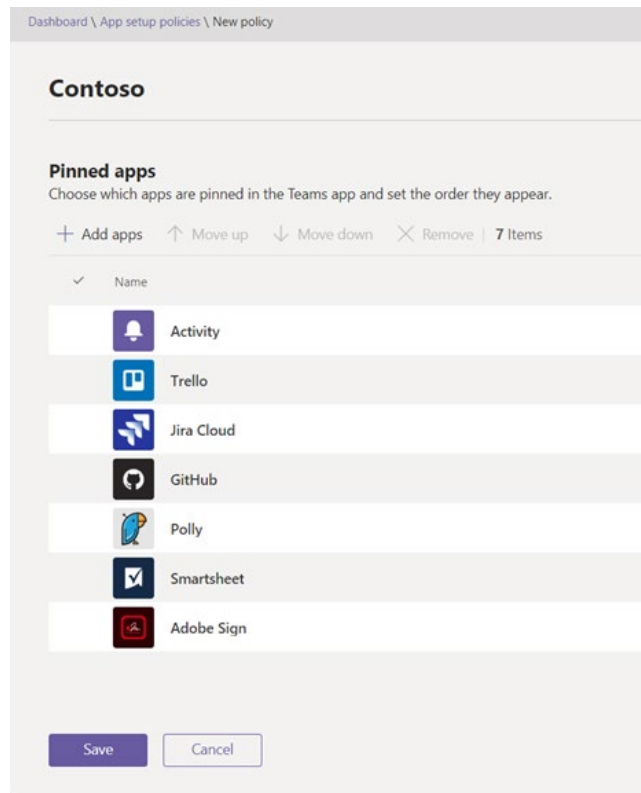 Dashboard \ App setup policies \ New policy
Contoso
Pinned apps
Choose which apps are pinned in the Teams app and set the order they appear.
Add apps Move up Move down Remove | 7 Items
Name
Activity
Trello
Jira Cloud
GitHub
Polly
Smartsheet
Adobe Sign
Save Cancel